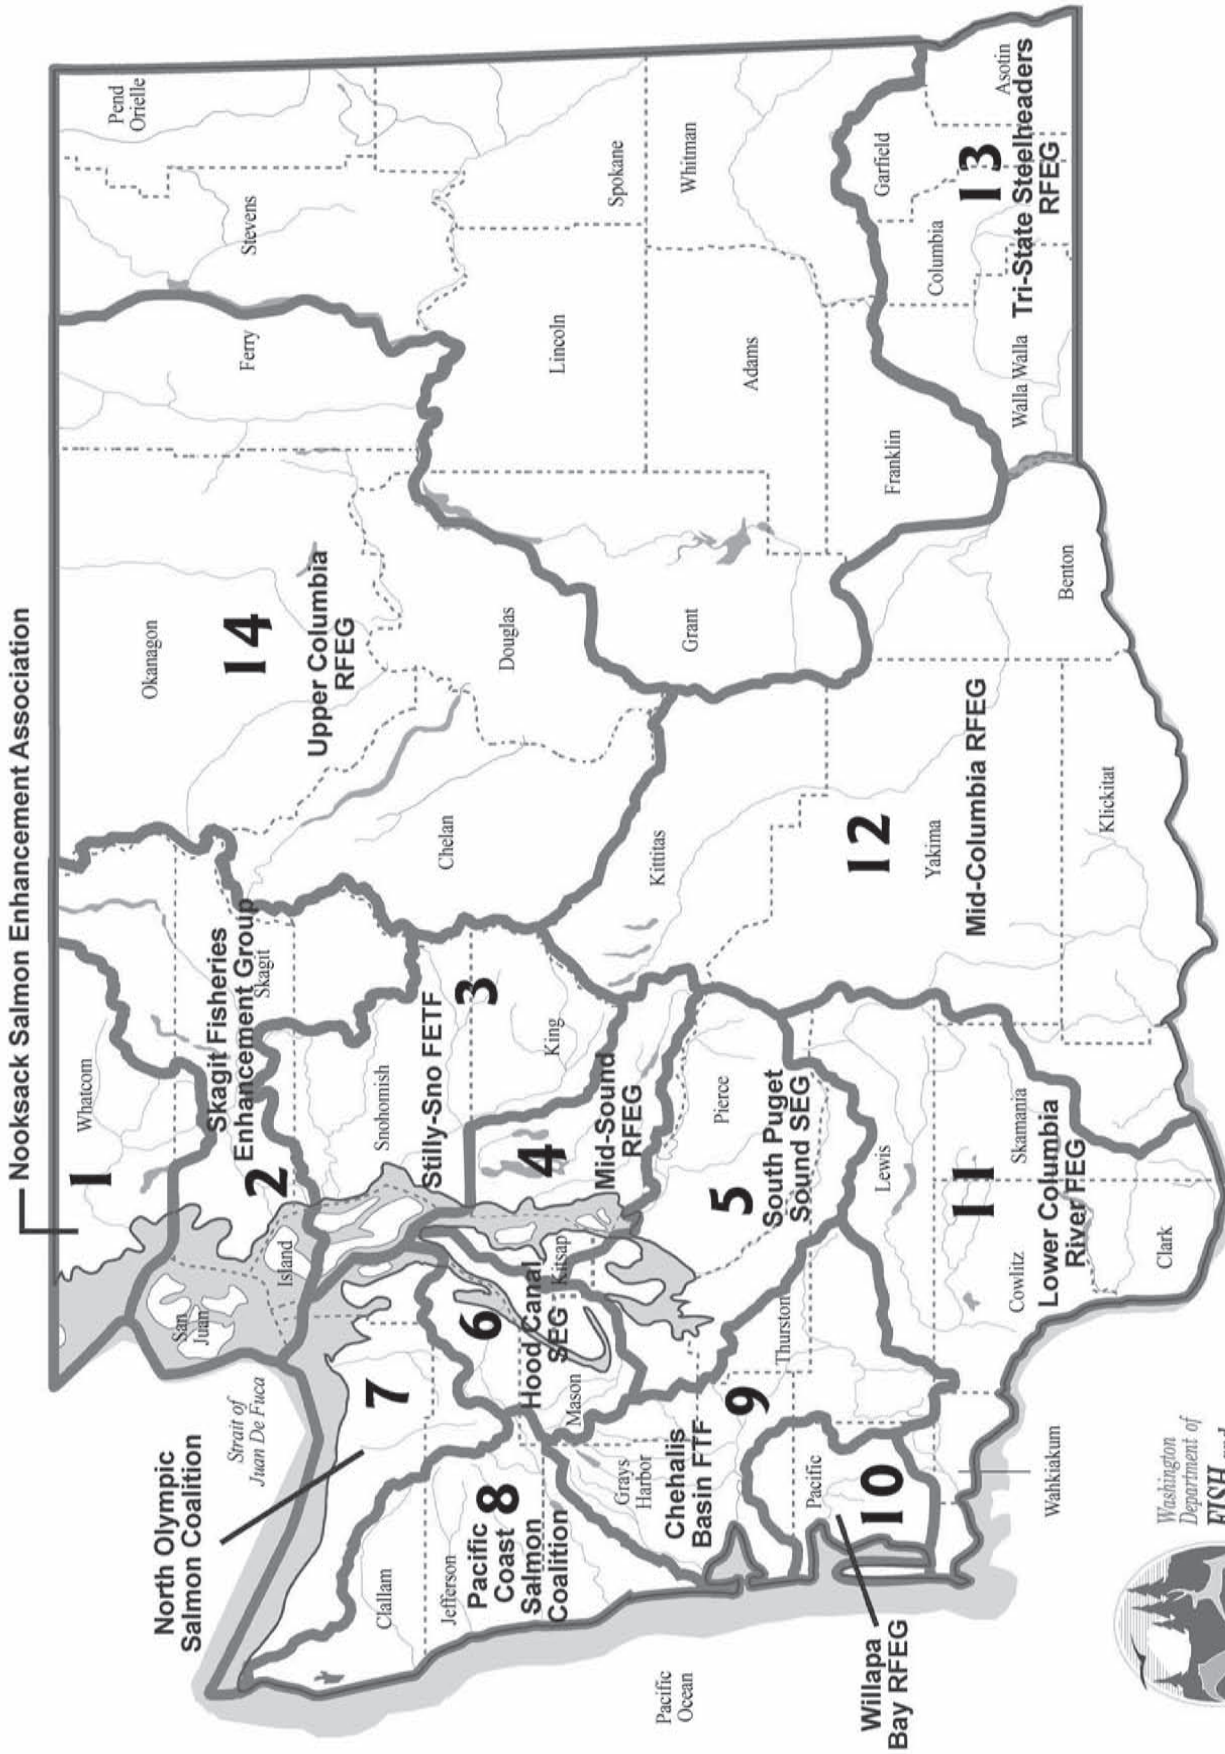 Nooksack Salmon Enhancement Association
Whatcom
1
Okanagon
14
Upper Columbia
RFEG
Ferry
Stevens
Pend
Orielle
Skagit Fisheries
Enhancement Group
Skagit
2
San
Juan
Island
Strait of
Juan De Fuca
North Olympic
Salmon Coalition
7
Clallam
Jefferson
Pacific
Coast
Salmon
Coalition
8
Snohomish
Stilly-Sno FETF
3
King
Chelan
Douglas
Lincoln
Spokane
6
Hood Canal
SEG
Kitsap
Mason
4
Mid-Sound
RFEG
Kittitas
Grant
Adams
Whitman
Pacific
Ocean
Grays
Harbor
Chehalis
Basin FTF
9
Thurston
5
South Puget
Sound SEG
Pierce
Pacific
10
Willapa
Bay RFEG
Lewis
12
Yakima
Mid-Columbia RFEG
Franklin
Columbia
Garfield
13
Asotin
Tri-State Steelheaders
RFEG
Walla Walla
11
Lower Columbia
River FEG
Cowlitz
Skamania
Benton
Klickitat
Wahkiakum
Clark
Washington
Department of
FISH and